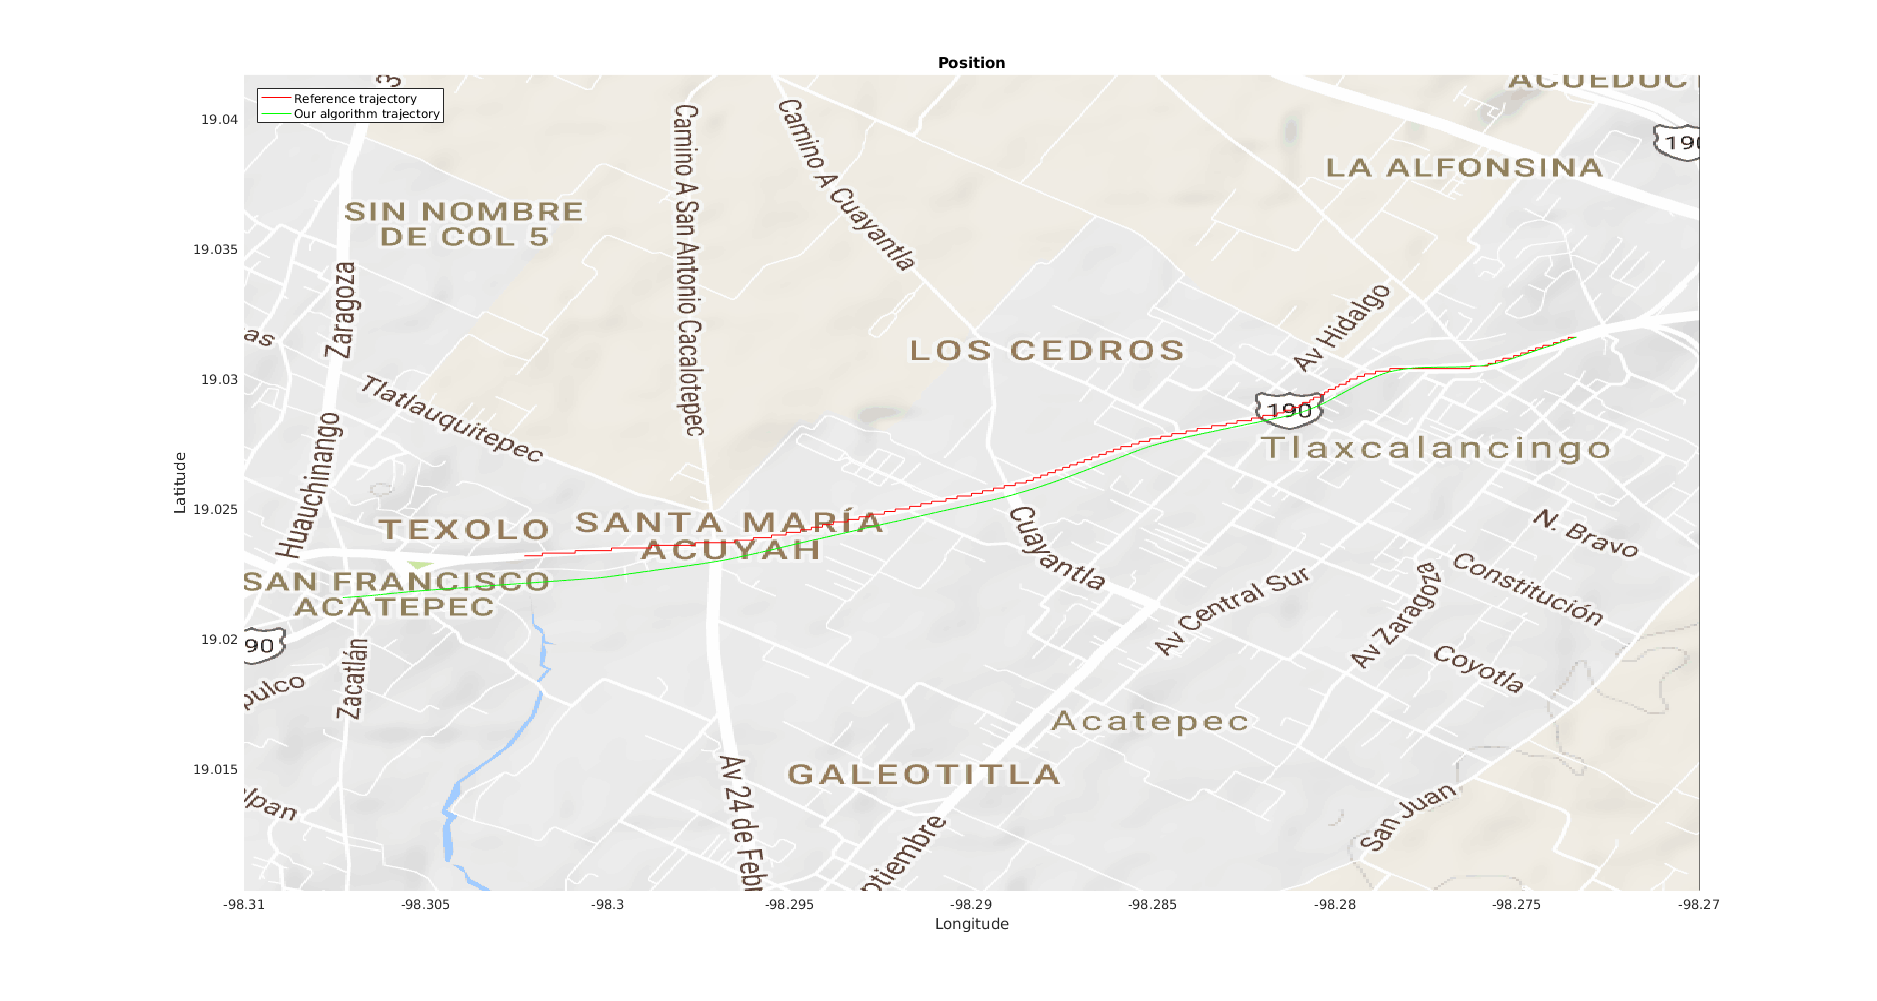 Position
Reference trajectory
Our algorithm trajectory
ACUEDUC
190
LA ALFONSINA
SIN NOMBRE
DE COL 5
Camino A San Antonio Cacalotepec
Camino A Cuayantla
Zaragoza
as
Av Hidalgo
LOS CEDROS
Tlatlauquitepec
190
Tlaxcalancingo
Huauchinango
TEXOLO
SANTA MARÍA
ACUYAH
Cuayantla
N. Bravo
SAN FRANCISCO
ACATEPEC
Av Central Sur
Av Zaragoza
Constitución
90
Zacatlán
pulco
Coyotla
Acatepec
GALEOTITLA
Av 24 de Febr
ptiembre
San Juan
lpan
19.04
19.035
19.03
19.025
19.02
19.015
Latitude
-98.31
-98.305
-98.3
-98.295
-98.29
-98.285
-98.28
-98.275
-98.27
Longitude